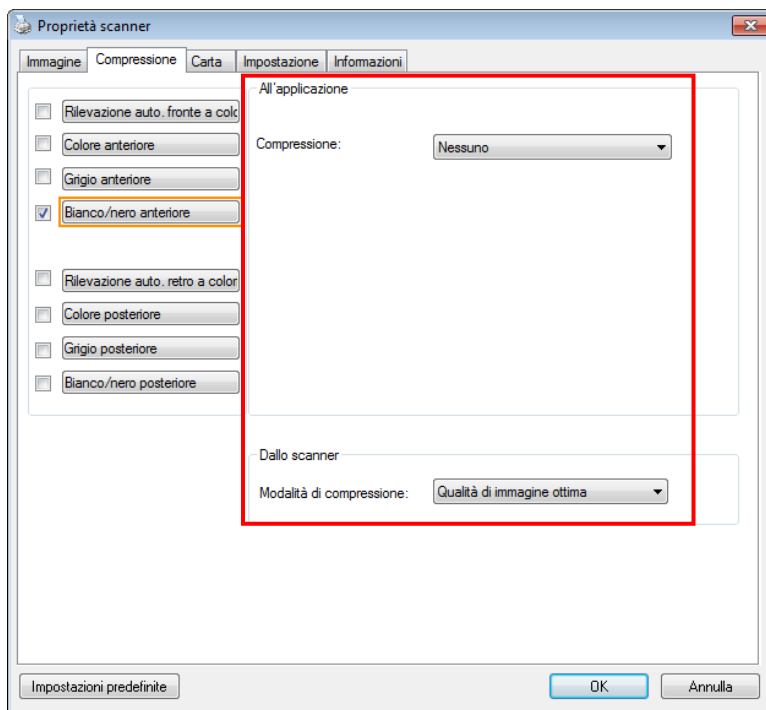 Proprietà scanner
Immagine Compressione Carta Impostazione Informazioni
All'applicazione
Rilevazione auto. fronte a colo
Colore anteriore
Compressione: Nessuno
Grigio anteriore
Bianco/nero anteriore
Rilevazione auto. retro a color
Colore posteriore
Grigio posteriore
Bianco/nero posteriore
Dallo scanner
Modalità di compressione: Qualità di immagine ottima
Impostazioni predefinite OK Annulla